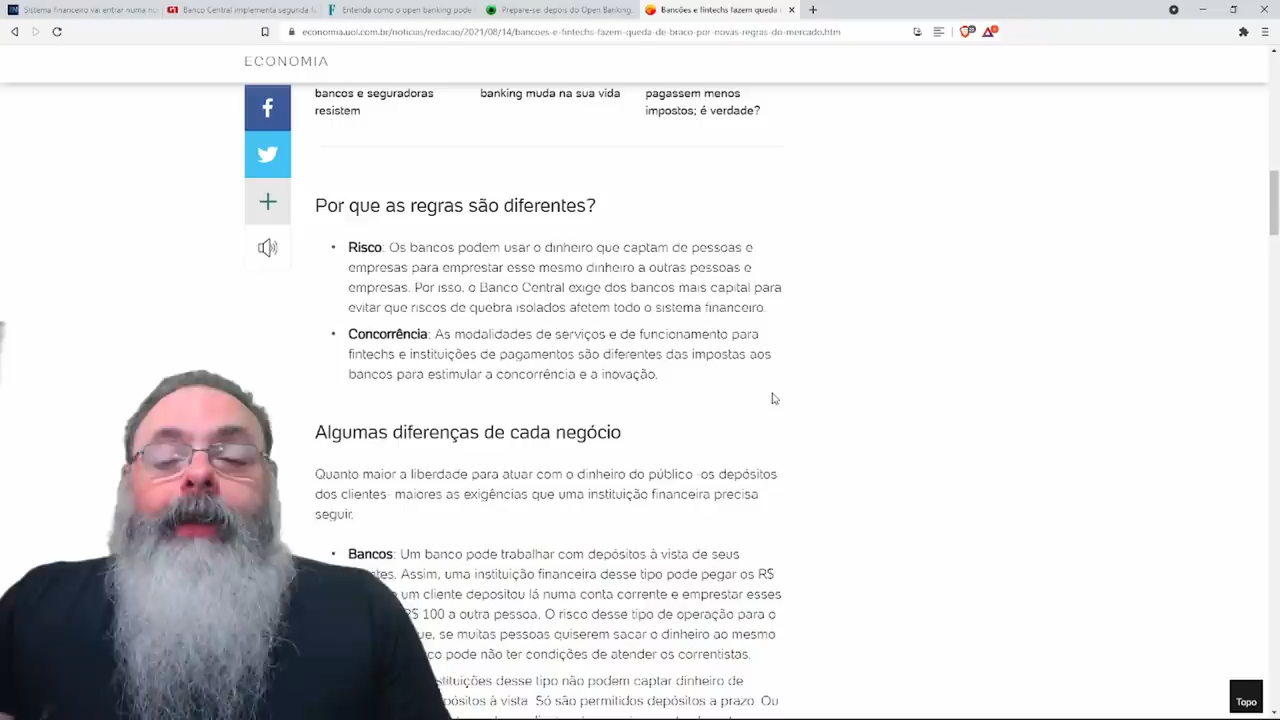 Sistema financeiro vai entrar numa n
G1 Banco Central implementa segunda f
Entenda como o open banking pode
Prepare-se: depois do Open Banking,
Bancões e fintechs fazem queda
economia.uol.com.br/noticias/redacao/2021/08/14/bancoes-e-fintechs-fazem-queda-de-braco-por-novas-regras-do-mercado.htm
ECONOMIA
bancos e seguradoras
resistem
banking muda na sua vida
pagassem menos
impostos; é verdade?
Por que as regras são diferentes?
Risco: Os bancos podem usar o dinheiro que captam de pessoas e
empresas para emprestar esse mesmo dinheiro a outras pessoas e
empresas. Por isso, o Banco Central exige dos bancos mais capital para
evitar que riscos de quebra isolados afetem todo o sistema financeiro.
Concorrência: As modalidades de serviços e de funcionamento para
fintechs e instituições de pagamentos são diferentes das impostas aos
bancos para estimular a concorrência e a inovação.
Algumas diferenças de cada negócio
Quanto maior a liberdade para atuar com o dinheiro do público -os depósitos
dos clientes- maiores as exigências que uma instituição financeira precisa
seguir.
Bancos: Um banco pode trabalhar com depósitos à vista de seus
tes. Assim, uma instituição financeira desse tipo pode pegar os R$
e um cliente depositou lá numa conta corrente e emprestar esses
R$ 100 a outra pessoa. O risco desse tipo de operação para o
ue, se muitas pessoas quiserem sacar o dinheiro ao mesmo
co pode não ter condições de atender os correntistas.
stituições desse tipo não podem captar dinheiro de
pósitos à vista. Só são permitidos depósitos a prazo. Ou
Topo